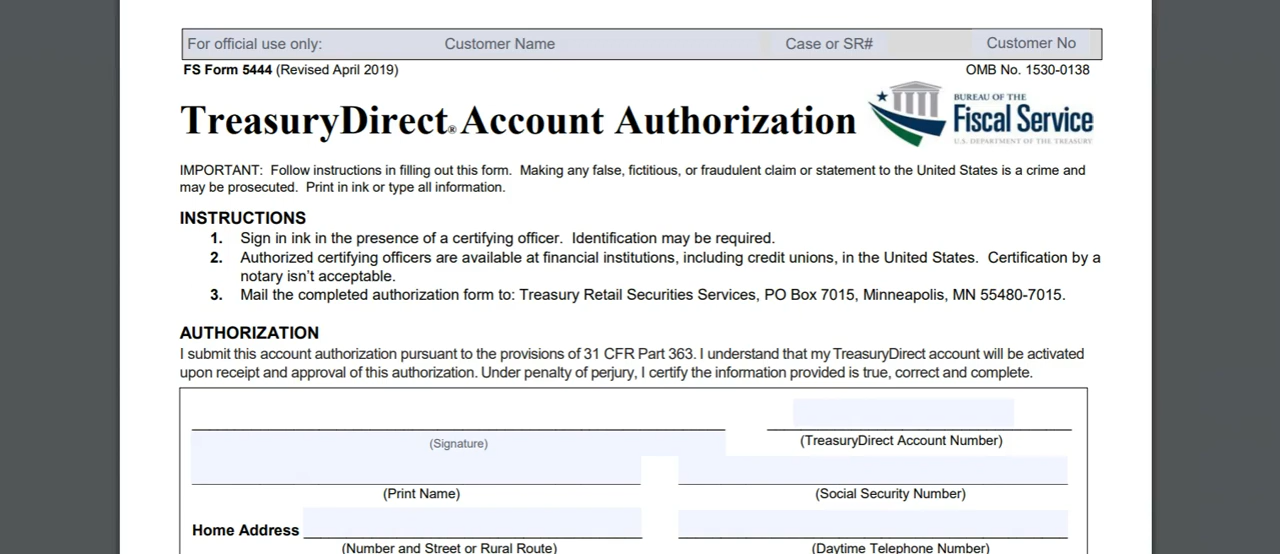 For official use only: Customer Name Case or SR# Customer No
FS Form 5444 (Revised April 2019) OMB No. 1530-0138
TreasuryDirect® Account Authorization
BUREAU OF THE
Fiscal Service
U.S. DEPARTMENT OF THE TREASURY
IMPORTANT: Follow instructions in filling out this form. Making any false, fictitious, or fraudulent claim or statement to the United States is a crime and
may be prosecuted. Print in ink or type all information.
INSTRUCTIONS
1. Sign in ink in the presence of a certifying officer. Identification may be required.
2. Authorized certifying officers are available at financial institutions, including credit unions, in the United States. Certification by a
notary isn’t acceptable.
3. Mail the completed authorization form to: Treasury Retail Securities Services, PO Box 7015, Minneapolis, MN 55480-7015.
AUTHORIZATION
I submit this account authorization pursuant to the provisions of 31 CFR Part 363. I understand that my TreasuryDirect account will be activated
upon receipt and approval of this authorization. Under penalty of perjury, I certify the information provided is true, correct and complete.
(Signature) (TreasuryDirect Account Number)
(Print Name) (Social Security Number)
Home Address
(Number and Street or Rural Route) (Daytime Telephone Number)